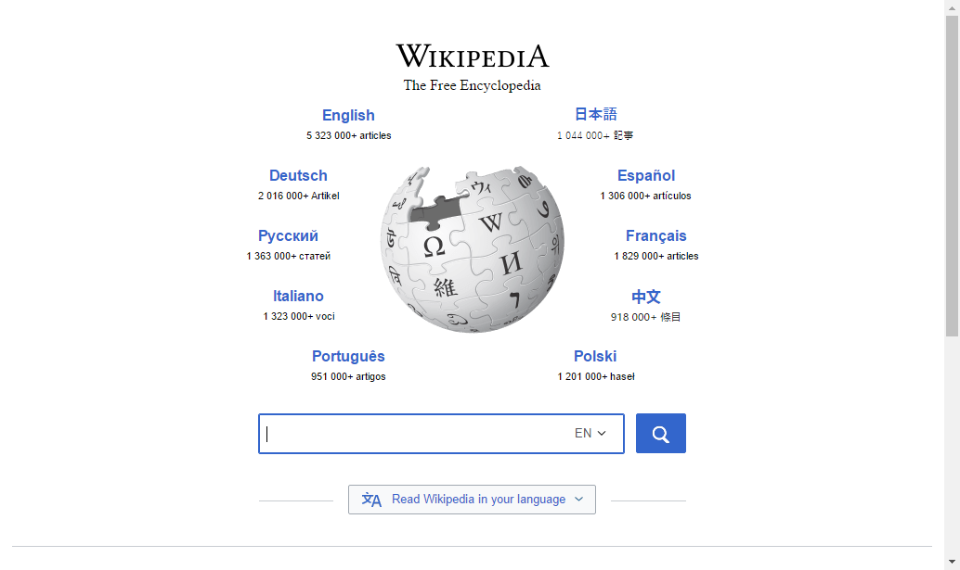 WIKIPEDIA
The Free Encyclopedia
English
5 323 000+ articles
日本語
1 044 000+ 記事
Deutsch
2 016 000+ Artikel
Español
1 306 000+ artículos
Русский
1 363 000+ статей
Français
1 829 000+ articles
Italiano
1 323 000+ voci
中文
918 000+ 條目
Português
951 000+ artigos
Polski
1 201 000+ haseł
Ω
W
И
維
ウィ
EN
Read Wikipedia in your language